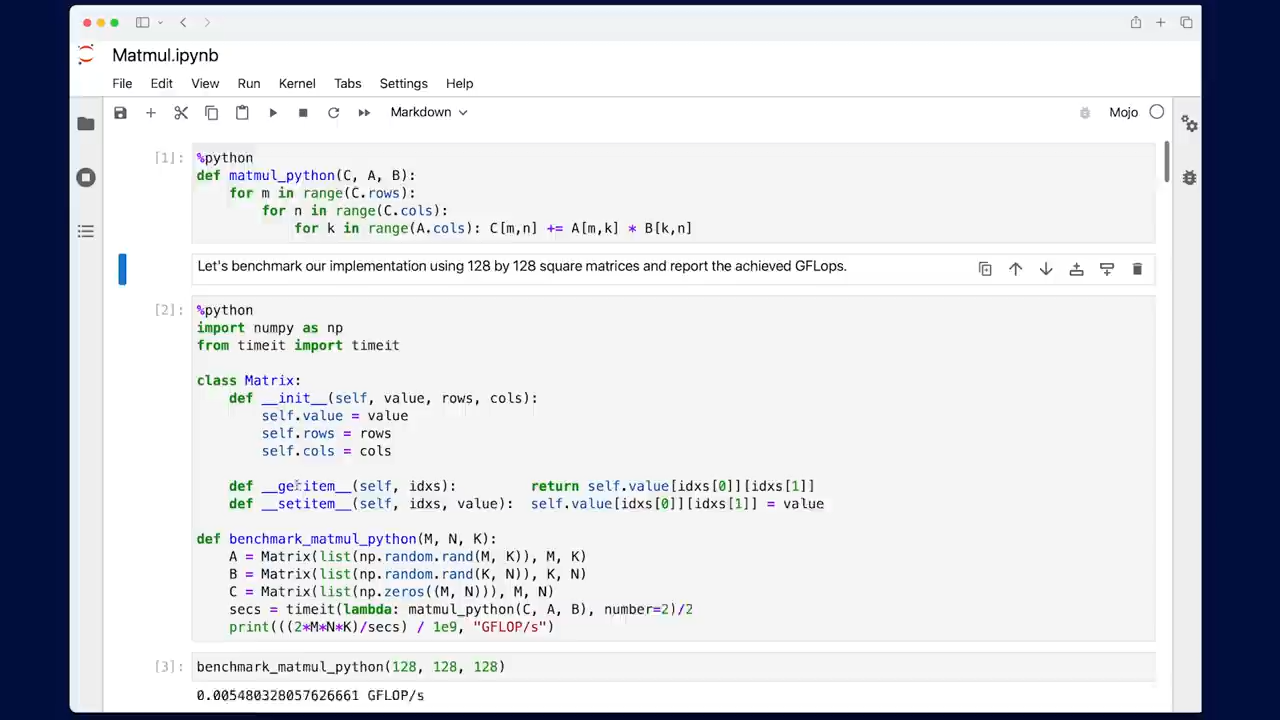 Matmul.ipynb
File Edit View Run Kernel Tabs Settings Help
Markdown Mojo
[1]: %python
def matmul_python(C, A, B):
    for m in range(C.rows):
        for n in range(C.cols):
            for k in range(A.cols): C[m,n] += A[m,k] * B[k,n]
Let's benchmark our implementation using 128 by 128 square matrices and report the achieved GFLops.
[2]: %python
import numpy as np
from timeit import timeit
class Matrix:
    def __init__(self, value, rows, cols):
        self.value = value
        self.rows = rows
        self.cols = cols
    def __getitem__(self, idxs):         return self.value[idxs[0]][idxs[1]]
    def __setitem__(self, idxs, value):  self.value[idxs[0]][idxs[1]] = value
def benchmark_matmul_python(M, N, K):
    A = Matrix(list(np.random.rand(M, K)), M, K)
    B = Matrix(list(np.random.rand(K, N)), K, N)
    C = Matrix(list(np.zeros((M, N))), M, N)
    secs = timeit(lambda: matmul_python(C, A, B), number=2)/2
    print(((2*M*N*K)/secs) / 1e9, "GFLOP/s")
[3]: benchmark_matmul_python(128, 128, 128)
0.005480328057626661 GFLOP/s